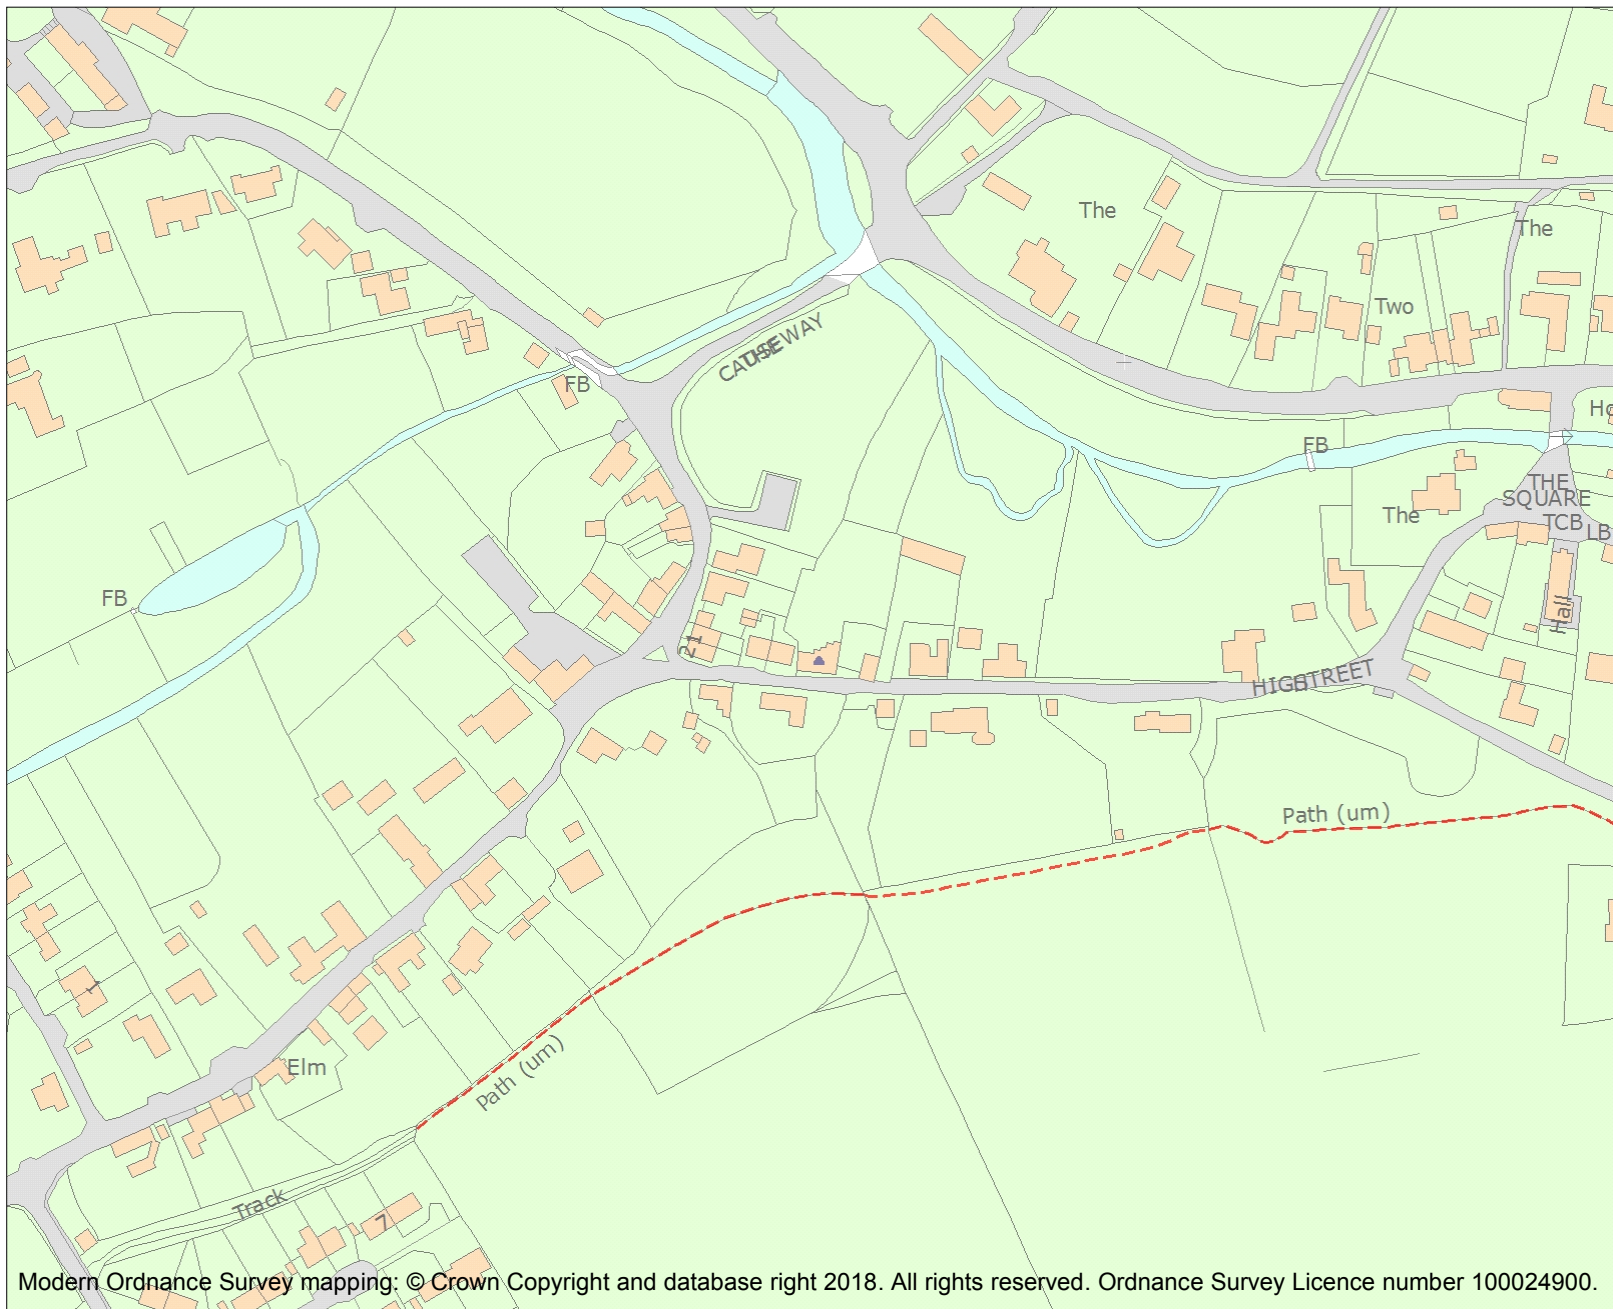 The
The
Two
THE
CAUSEWAY
FB
Ho
FB
THE
SQUARE
The
TCB
LB
FB
Hall
21
HIGH STREET
Path (um)
1
Path (um)
Elm
Track
7
Modern Ordnance Survey mapping: © Crown Copyright and database right 2018. All rights reserved. Ordnance Survey Licence number 100024900.